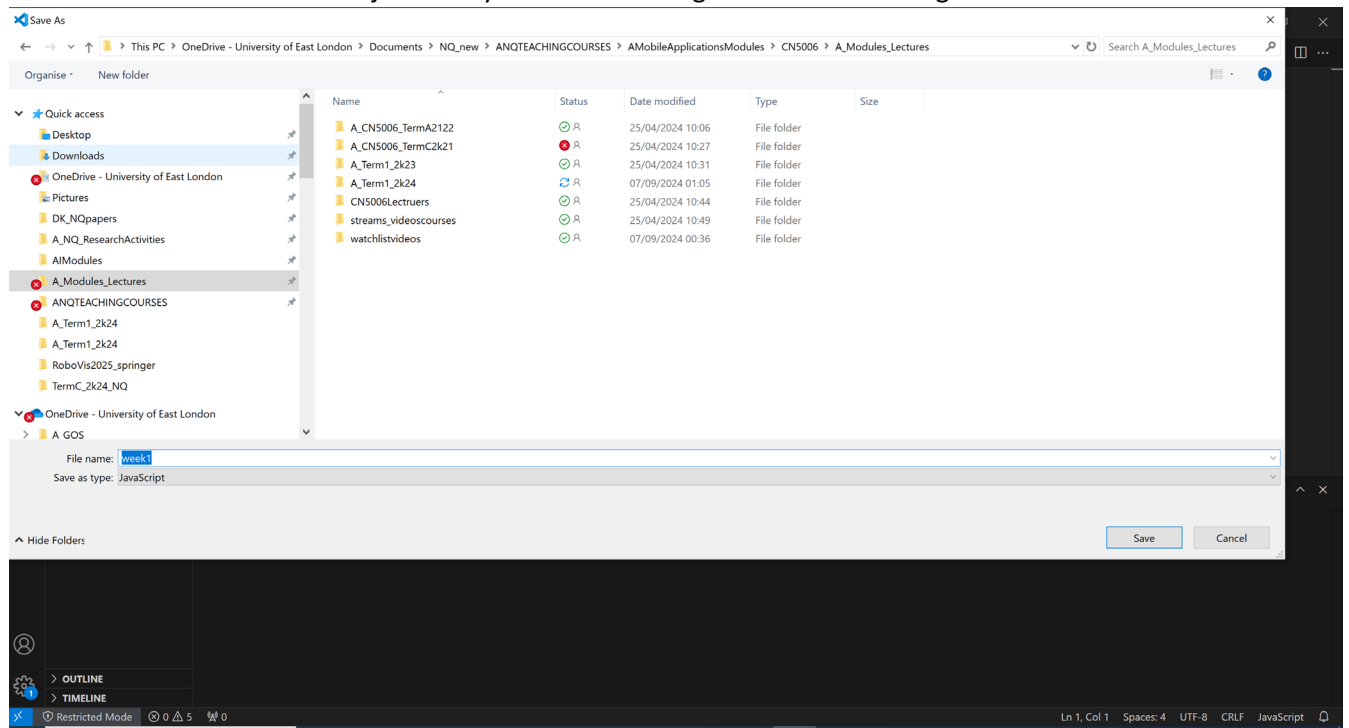 Save As
This PC > OneDrive - University of East London > Documents > NQ_new > ANQTEACHINGCOURSES > AMobileApplicationsModules > CN5006 > A_Modules_Lectures
Search A_Modules_Lectures
Organise New folder
Name Status Date modified Type Size
Quick access
Desktop
Downloads
OneDrive - University of East London
Pictures
DK_NQpapers
A_NQ_ResearchActivities
AIModules
A_Modules_Lectures
ANQTEACHINGCOURSES
A_Term1_2k24
A_Term1_2k24
RoboVis2025_springer
TermC_2k24_NQ
OneDrive - University of East London
A GOS
A_CN5006_TermA2122 25/04/2024 10:06 File folder
A_CN5006_TermC2k21 25/04/2024 10:27 File folder
A_Term1_2k23 25/04/2024 10:31 File folder
A_Term1_2k24 07/09/2024 01:05 File folder
CN5006Lectruers 25/04/2024 10:44 File folder
streams_videoscourses 25/04/2024 10:49 File folder
watchlistvideos 07/09/2024 00:36 File folder
File name: week1
Save as type: JavaScript
Hide Folders
Save Cancel
> OUTLINE
> TIMELINE
1
Restricted Mode 0 5 0
Ln 1, Col 1 Spaces: 4 UTF-8 CRLF JavaScript